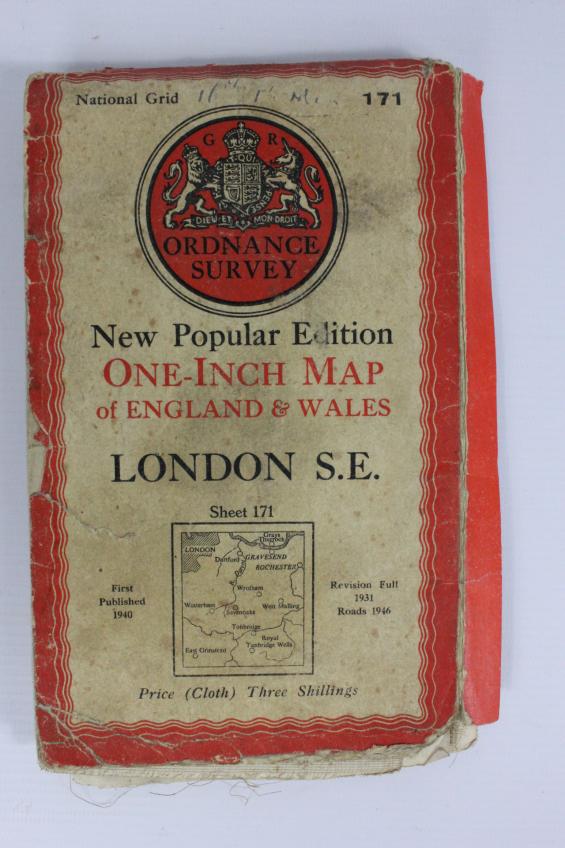 National Grid
171
G R
DIEU ET MON DROIT
ORDNANCE
SURVEY
New Popular Edition
ONE-INCH MAP
of ENGLAND & WALES
LONDON S.E.
Sheet 171
First
Published
1940
LONDON
Grays
Thurrock
Dartford
GRAVESEND
ROCHESTER
Wrotham
Westerham
West Malling
Sevenoaks
Tonbridge
Royal
Tunbridge Wells
East Grinstead
Revision Full
1931
Roads 1946
Price (Cloth) Three Shillings